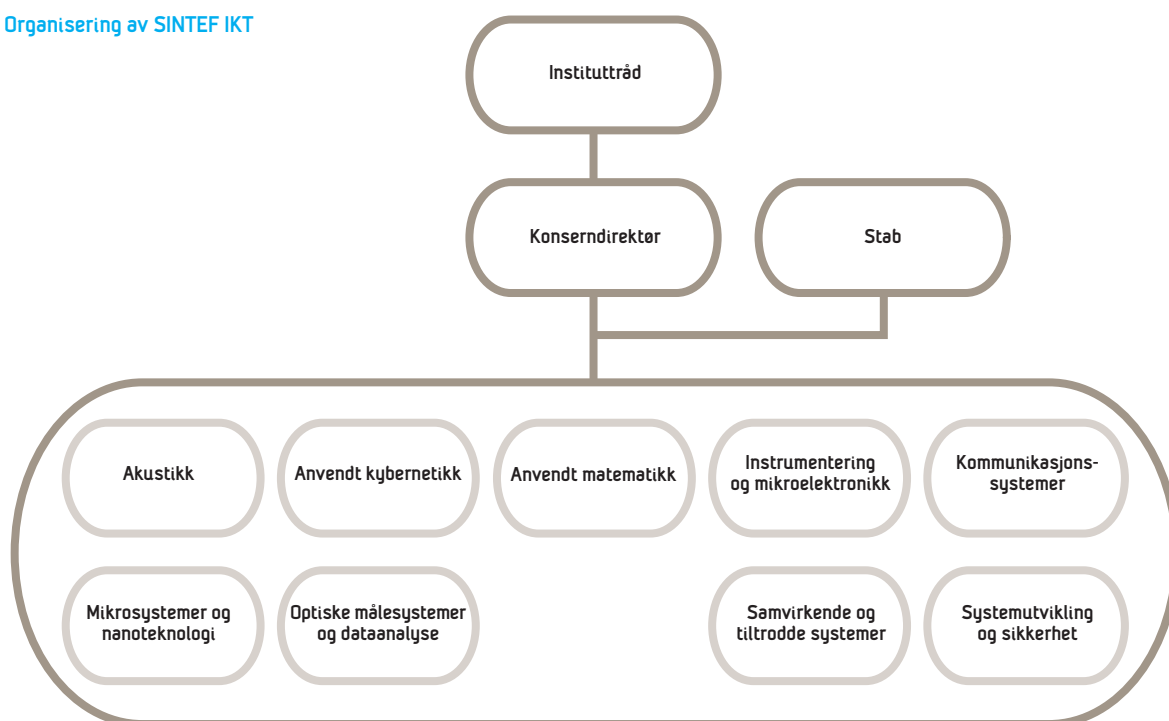 Organisering av SINTEF IKT
Instituttråd
Konserndirektør
Stab
Akustikk
Anvendt kybernetikk
Anvendt matematikk
Instrumentering
og mikroelektronikk
Kommunikasjons-
systemer
Mikrosystemer og
nanoteknologi
Optiske målesystemer
og dataanalyse
Samvirkende og
tiltrodde systemer
Systemutvikling
og sikkerhet